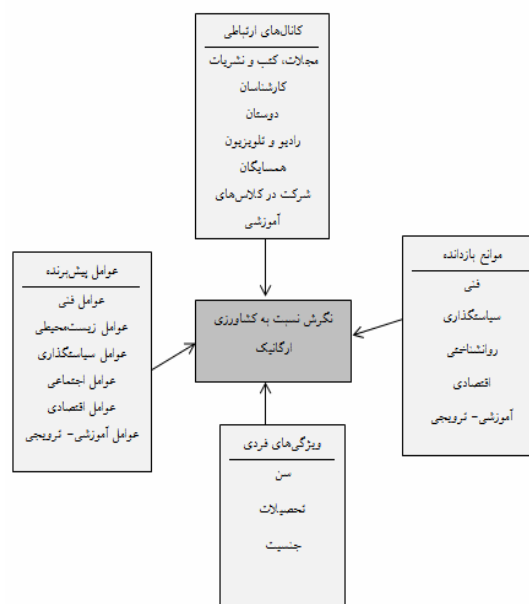 کانال‌های ارتباطی
مجلات، کتب و نشریات
کارشناسان
دوستان
رادیو و تلویزیون
همسایگان
شرکت در کلاس‌های
آموزشی
موانع بازدانده
فنی
سیاستگذاری
روانشناختی
اقتصادی
آموزشی- ترویجی
عوامل پیش‌برنده
عوامل فنی
عوامل زیست‌محیطی
عوامل سیاستگذاری
عوامل اجتماعی
عوامل اقتصادی
عوامل آموزشی- ترویجی
نگرش نسبت به کشاورزی
ارگانیک
ویژگی‌های فردی
سن
تحصیلات
جنسیت